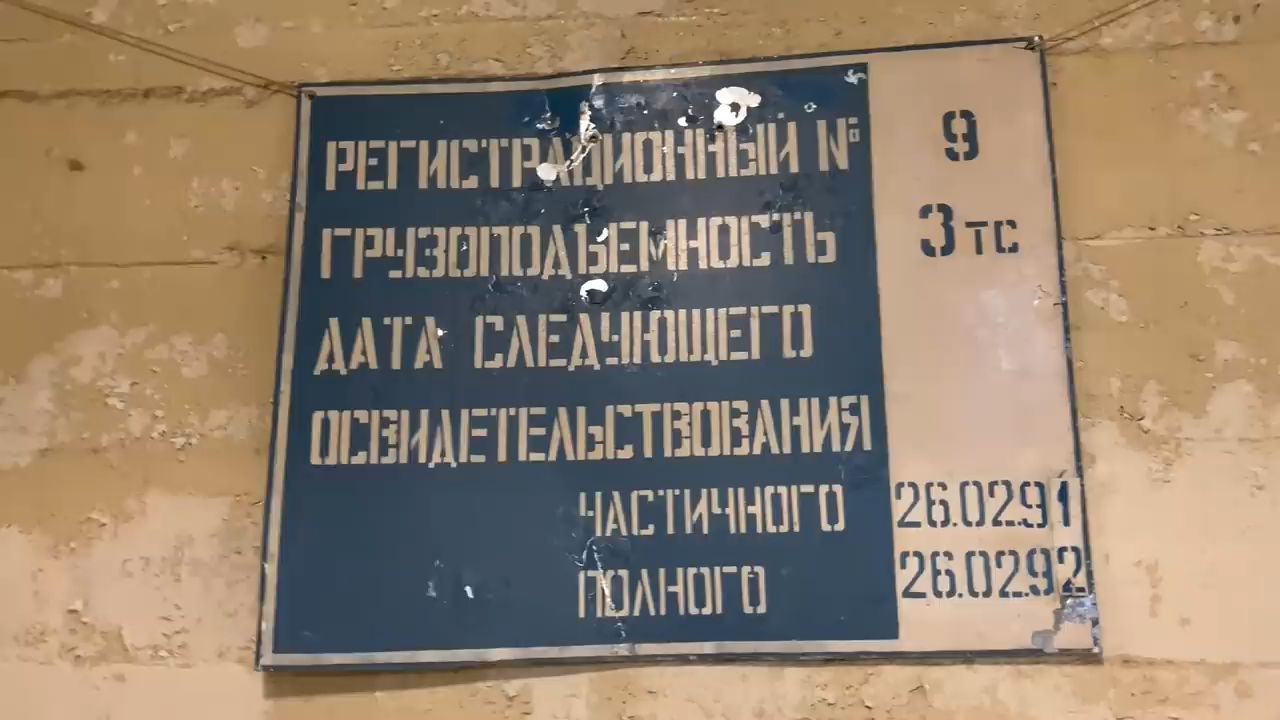 РЕГИСТРАЦИОННЫЙ № 9
ГРУЗОПОДЪЕМНОСТЬ 3 ТС
ДАТА СЛЕДУЮЩЕГО
ОСВИДЕТЕЛЬСТВОВАНИЯ
ЧАСТИЧНОГО 26.02.91
ПОЛНОГО 26.02.92